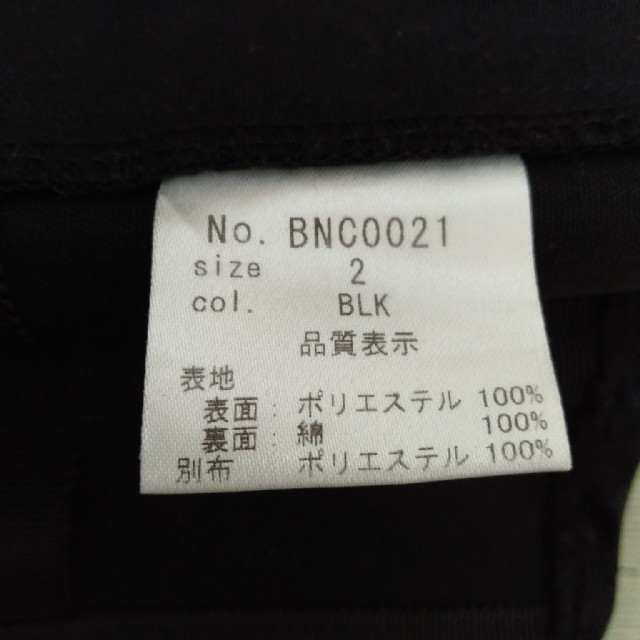 No. BNC0021
size 2
col. BLK
品質表示
表地
表面: ポリエステル 100%
裏面: 綿 100%
別布 ポリエステル 100%